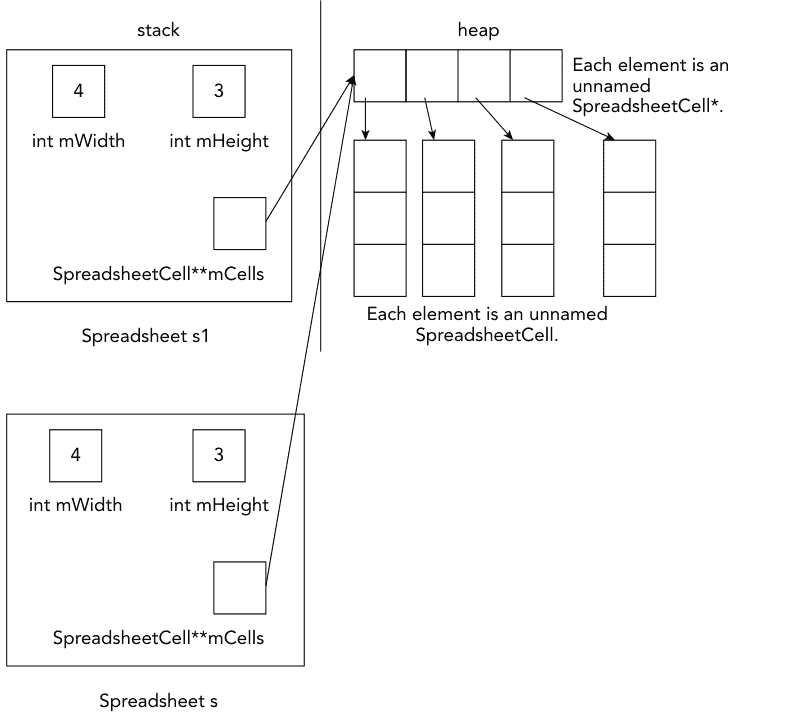 stack
heap
4
3
int mWidth
int mHeight
SpreadsheetCell**mCells
Spreadsheet s1
Each element is an
unnamed
SpreadsheetCell*.
Each element is an unnamed
SpreadsheetCell.
4
3
int mWidth
int mHeight
SpreadsheetCell**mCells
Spreadsheet s